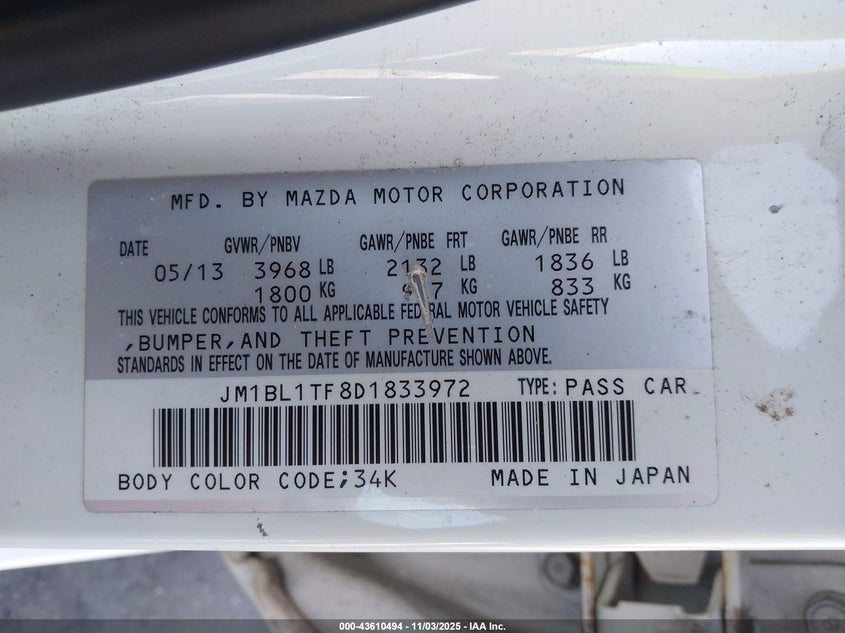 MFD. BY MAZDA MOTOR CORPORATION
DATE GVWR/PNBV GAWR/PNBE FRT GAWR/PNBE RR
05/13 3968 LB 2132 LB 1836 LB
1800 KG KG 833 KG
THIS VEHICLE CONFORMS TO ALL APPLICABLE FEDERAL MOTOR VEHICLE SAFETY
,BUMPER,AND THEFT PREVENTION
STANDARDS IN EFFECT ON THE DATE OF MANUFACTURE SHOWN ABOVE.
JM1BL1TF8D1833972 TYPE: PASS CAR
BODY COLOR CODE;34K MADE IN JAPAN
000-43610494 - 11/03/2025 - IAA Inc.